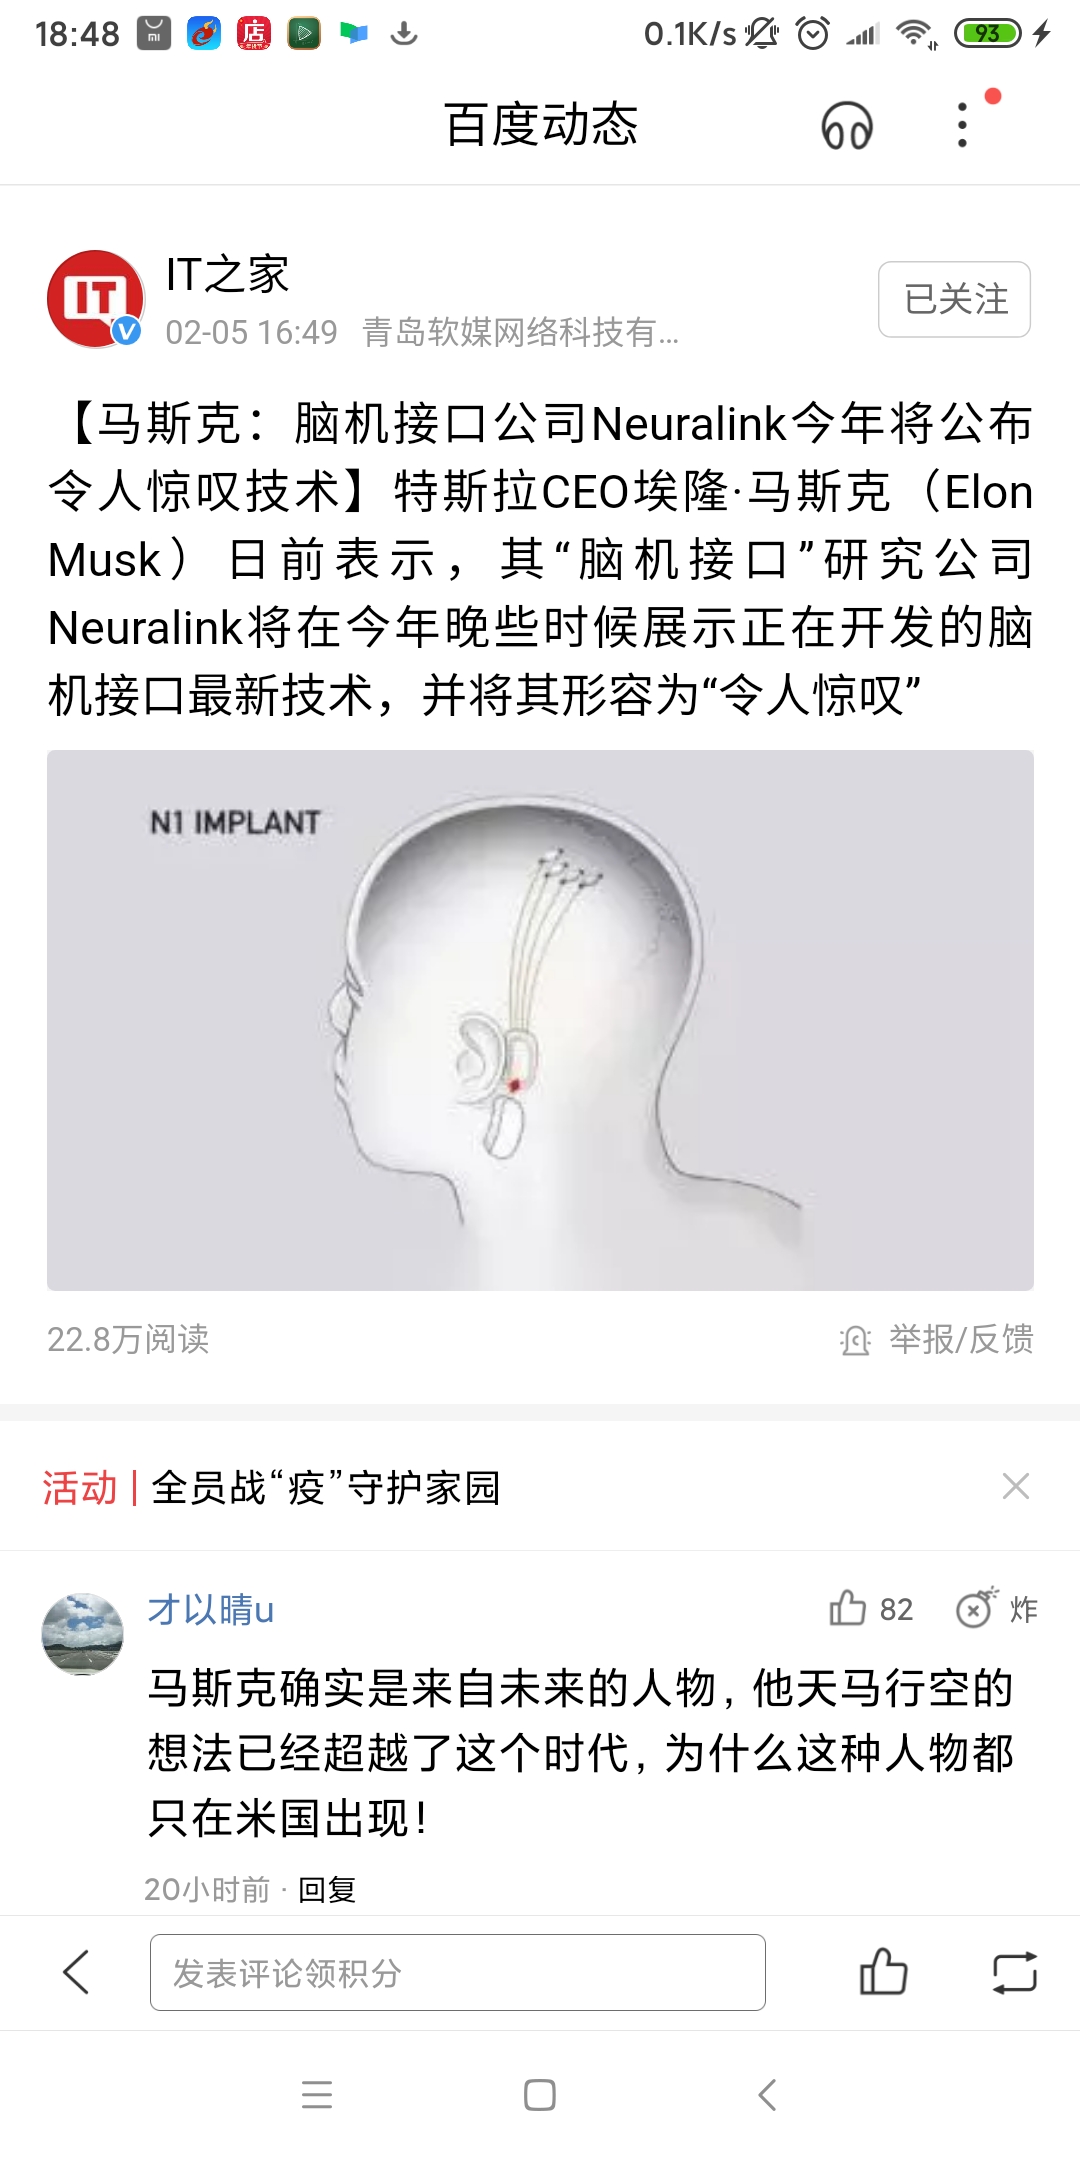 18:48
mi
店
0.1K/s
93
百度动态
IT
IT之家
已关注
V
02-05 16:49 青岛软媒网络科技有...
【马斯克：脑机接口公司Neuralink今年将公布
令人惊叹技术】特斯拉CEO埃隆·马斯克（Elon
Musk）日前表示，其“脑机接口”研究公司
Neuralink将在今年晚些时候展示正在开发的脑
机接口最新技术，并将其形容为“令人惊叹”
N1 IMPLANT
22.8万阅读
举报/反馈
活动|全员战“疫”守护家园
才以晴u
82
炸
马斯克确实是来自未来的人物，他天马行空的
想法已经超越了这个时代，为什么这种人物都
只在米国出现！
20小时前 · 回复
发表评论领积分